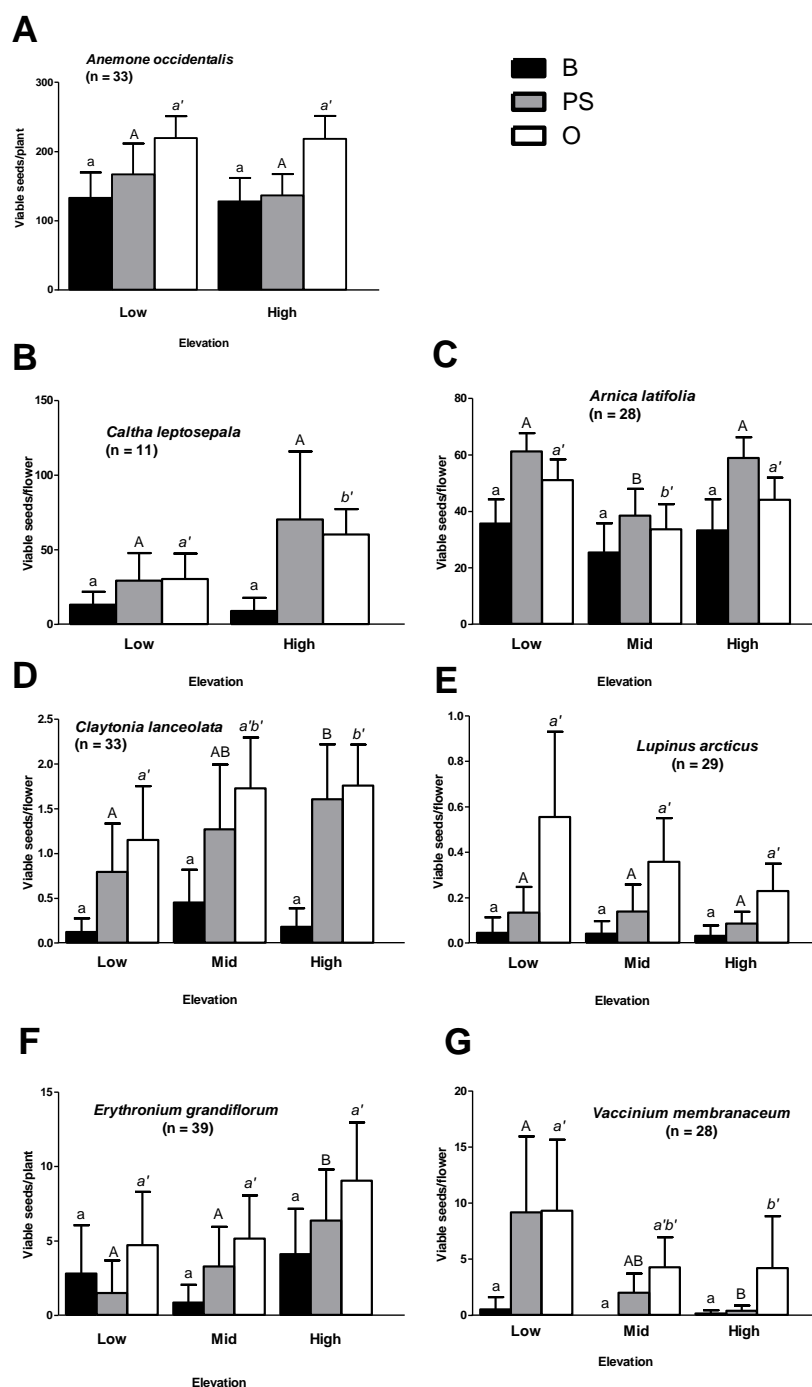 A
Anemone occidentalis
(n = 33)
B
PS
O
Viable seeds/plant
300
200
100
0
a
A
a'
a
A
a'
Low
High
Elevation
B
Caltha leptosepala
(n = 11)
Viable seeds/flower
150
100
50
0
a
A
a'
a
A
b'
Low
High
Elevation
C
Arnica latifolia
(n = 28)
Viable seeds/flower
80
60
40
20
0
a
A
a'
a
B
b'
a
A
a'
Low
Mid
High
Elevation
D
Claytonia lanceolata
(n = 33)
Viable seeds/flower
2.5
2.0
1.5
1.0
0.5
0.0
a
A
a'
a
AB
a'b'
a
B
b'
Low
Mid
High
Elevation
E
Lupinus arcticus
(n = 29)
Viable seeds/flower
1.0
0.8
0.6
0.4
0.2
0.0
a
A
a'
a
A
a'
a
A
a'
Low
Mid
High
Elevation
F
Erythronium grandiflorum
(n = 39)
Viable seeds/plant
15
10
5
0
a
A
a'
a
A
a'
a
B
a'
Low
Mid
High
Elevation
G
Vaccinium membranaceum
(n = 28)
Viable seeds/flower
20
15
10
5
0
a
A
a'
a
AB
a'b'
a
B
b'
Low
Mid
High
Elevation